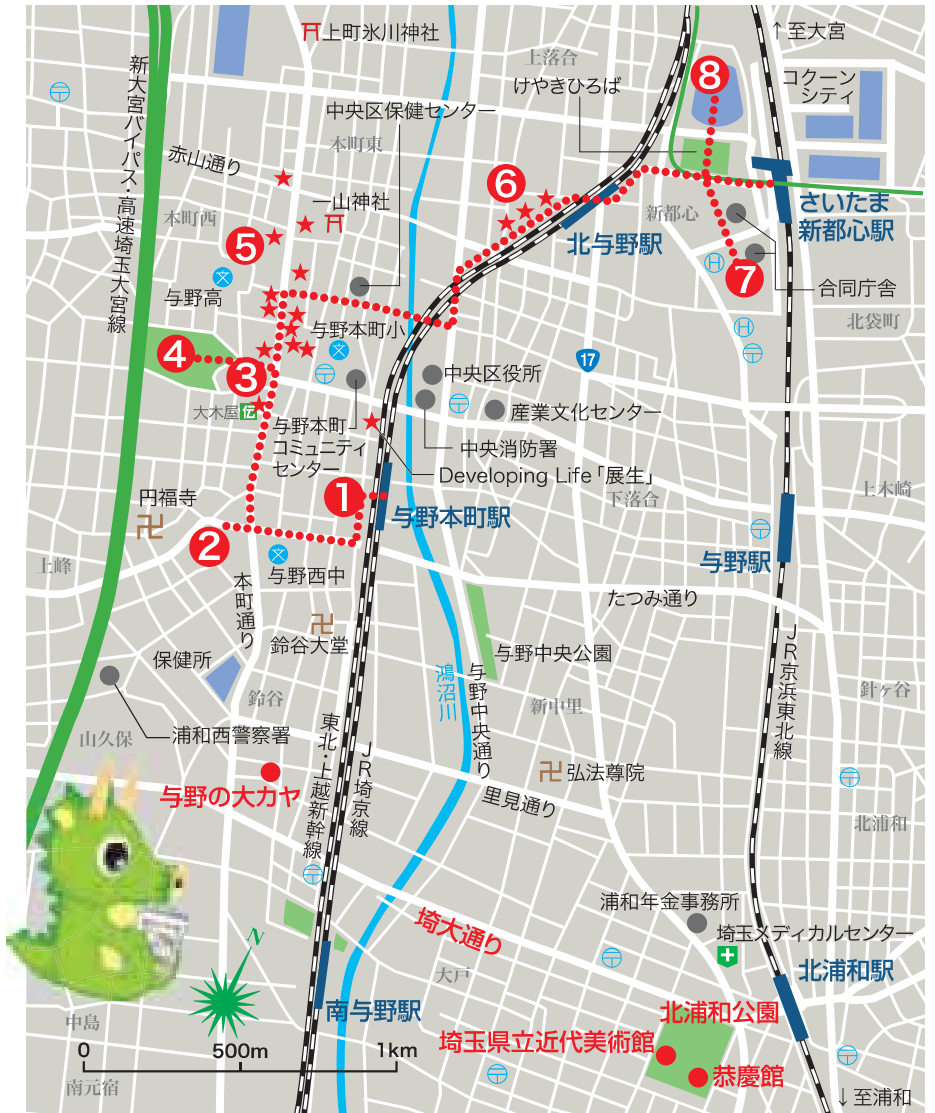 上町氷川神社
↑至大宮
上落合
⑧
コクーン
シティ
けやきひろば
新大宮バイパス・高速埼玉大宮線
中央区保健センター
赤山通り
本町東
⑥
一山神社
さいたま
新都心駅
本町西
⑤
新都心
北与野駅
文
与野高
H
⑦
合同庁舎
与野本町小
文
H
北袋町
④
③
17
中央区役所
大木屋
伝
産業文化センター
与野本町
コミュニティ
センター
中央消防署
Developing Life「展生」
①
下落合
上木崎
円福寺
与野本町駅
②
文
与野西中
与野駅
上峰
本町通り
たつみ通り
鈴谷大堂
保健所
与野中央公園
鴻沼川
与野中央通り
JR京浜東北線
鈴谷
新中里
針ヶ谷
山久保
浦和西警察署
東北・上越新幹線
JR埼京線
弘法尊院
与野の大カヤ
里見通り
北浦和
浦和年金事務所
埼大通り
埼玉メディカルセンター
N
大戸
北浦和駅
南与野駅
北浦和公園
中島
埼玉県立近代美術館
0 500m 1km
恭慶館
南元宿
↓至浦和